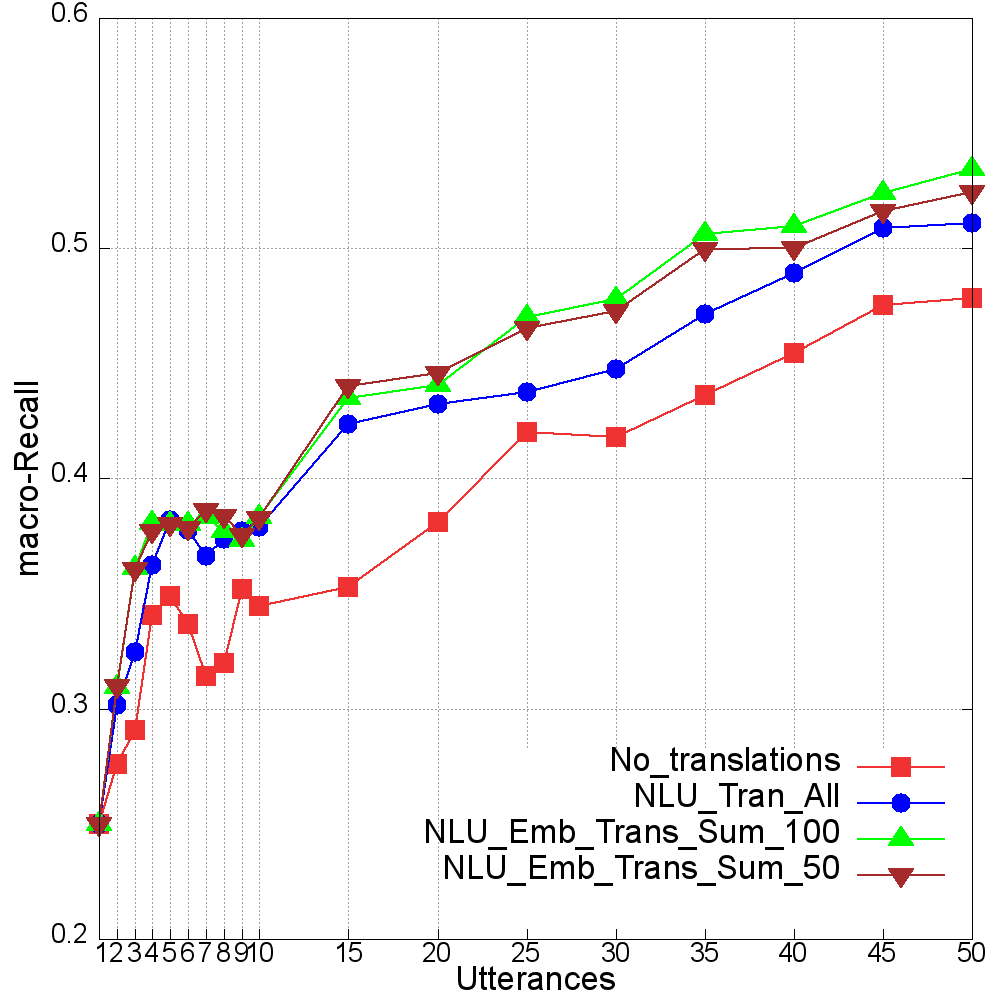 0.6
0.5
0.4
0.3
0.2
macro-Recall
No_translations
NLU_Tran_All
NLU_Emb_Trans_Sum_100
NLU_Emb_Trans_Sum_50
1 2 3 4 5 6 7 8 9 10 15 20 25 30 35 40 45 50
Utterances